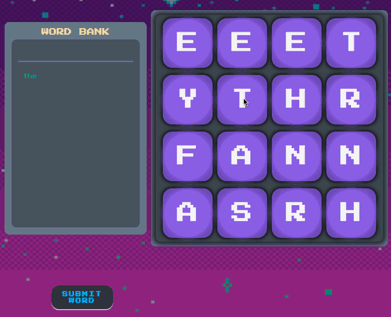 WORD BANK
the
E E E T
Y T H R
F A N N
A S R H
SUBMIT
WORD